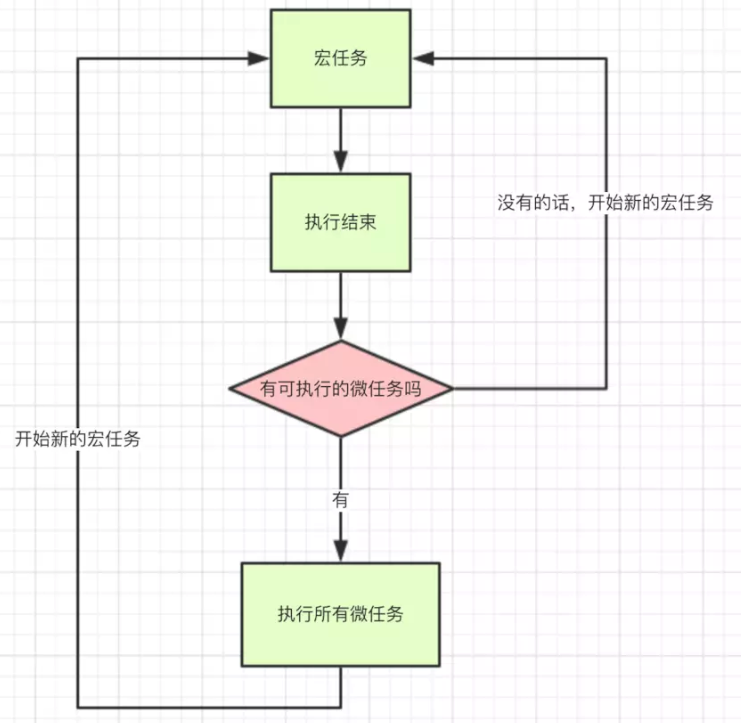 宏任务
执行结束
没有的话，开始新的宏任务
有可执行的微任务吗
开始新的宏任务
有
执行所有微任务